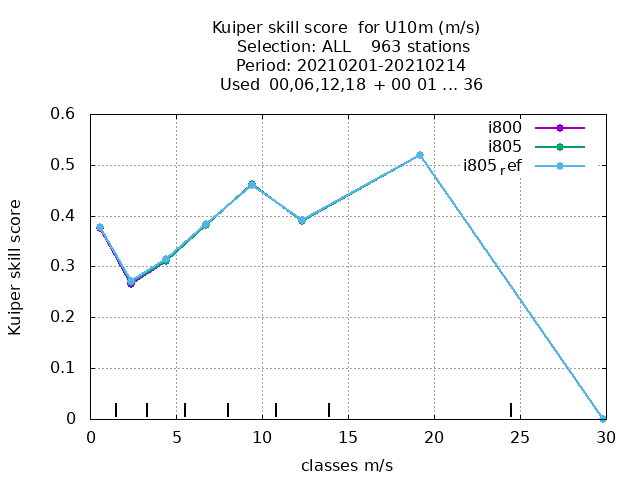 Kuiper skill score  for U10m (m/s)
Selection: ALL    963 stations
Period: 20210201-20210214
Used  00,06,12,18  + 00 01 ... 36
i800
i805
i805ref
Kuiper skill score
0.6
0.5
0.4
0.3
0.2
0.1
0
0 5 10 15 20 25 30
classes m/s